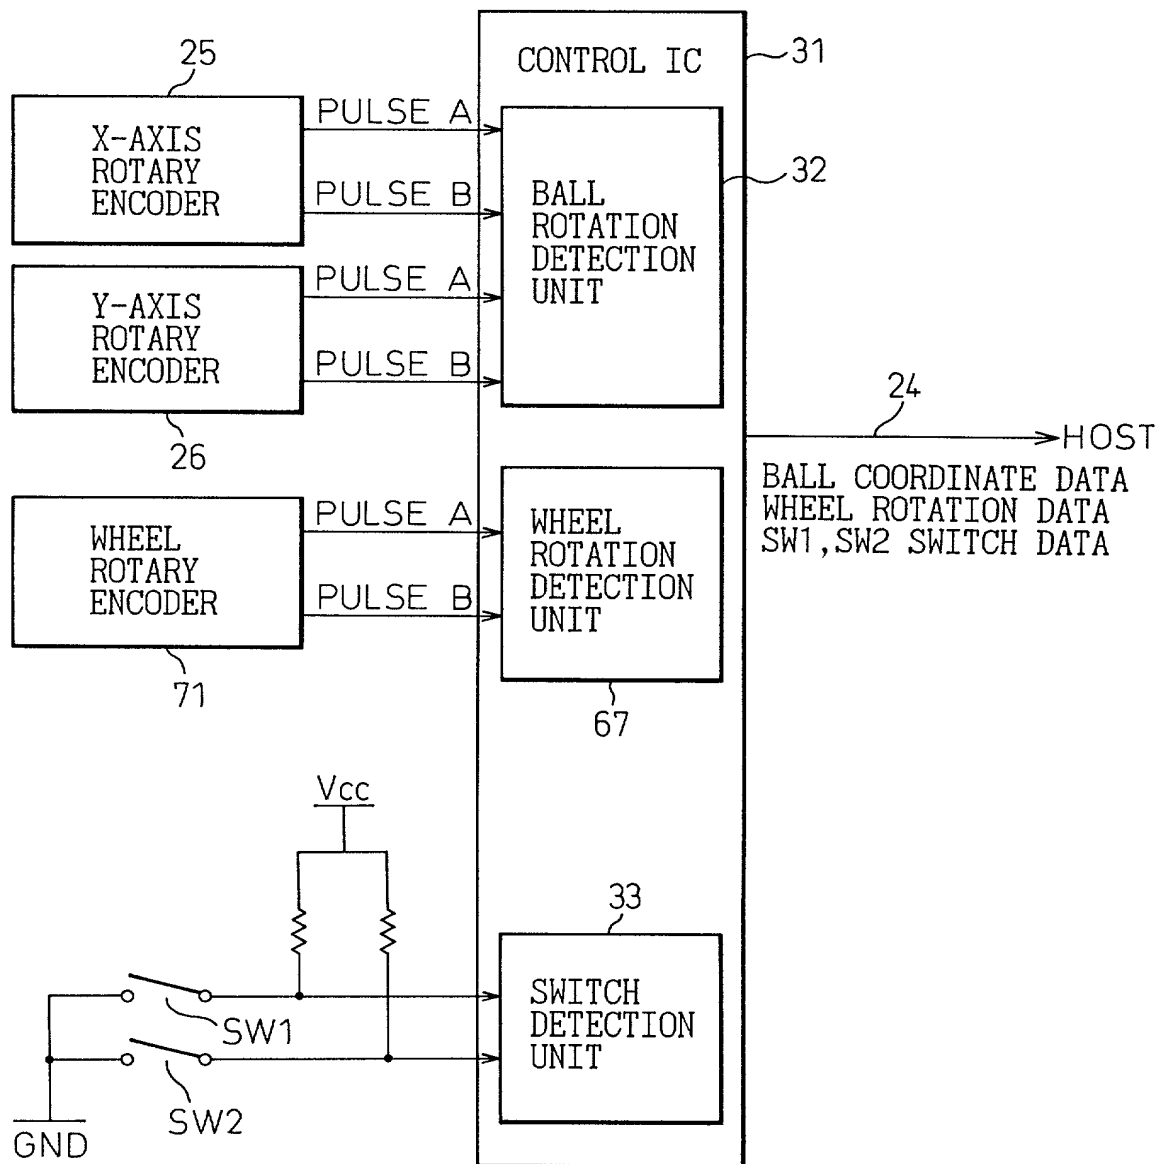 CONTROL IC
31
25
X-AXIS
ROTARY
ENCODER
PULSE A
PULSE B
32
BALL
ROTATION
DETECTION
UNIT
Y-AXIS
ROTARY
ENCODER
PULSE A
PULSE B
26
24
HOST
BALL COORDINATE DATA
WHEEL ROTATION DATA
SW1,SW2 SWITCH DATA
WHEEL
ROTARY
ENCODER
PULSE A
PULSE B
71
WHEEL
ROTATION
DETECTION
UNIT
67
Vcc
33
SWITCH
DETECTION
UNIT
SW1
SW2
GND